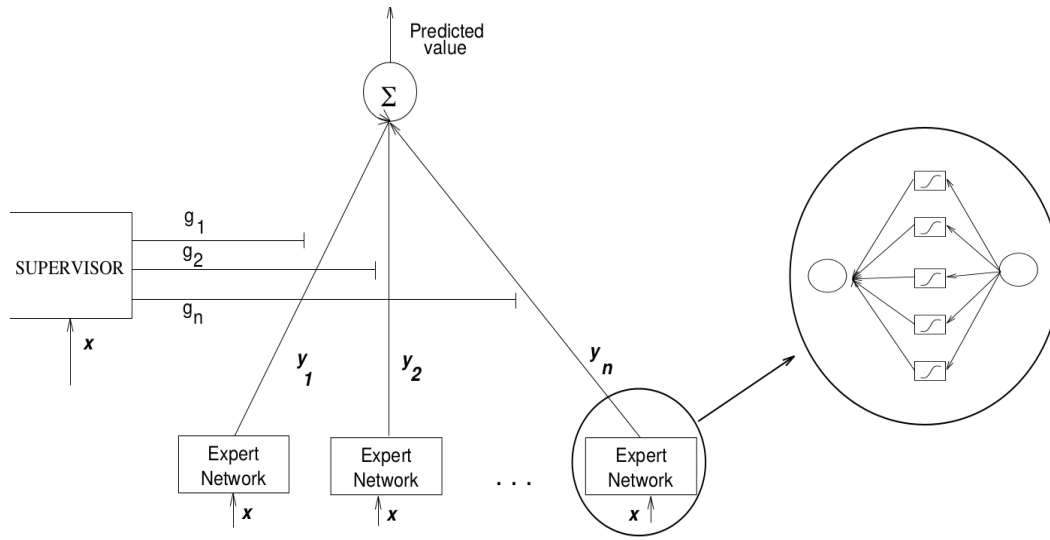 Predicted
value
Σ
g1
SUPERVISOR
g2
gn
x
y1
y2
yn
Expert
Network
Expert
Network
. . .
Expert
Network
x
x
x